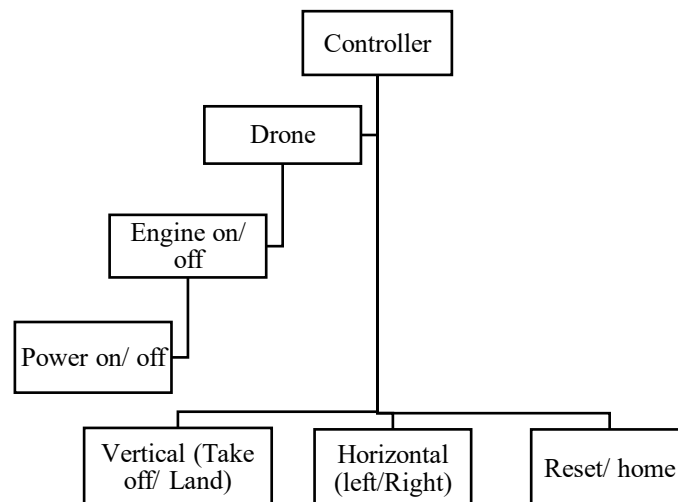 Controller
Drone
Engine on/
off
Power on/ off
Vertical (Take
off/ Land)
Horizontal
(left/Right)
Reset/ home